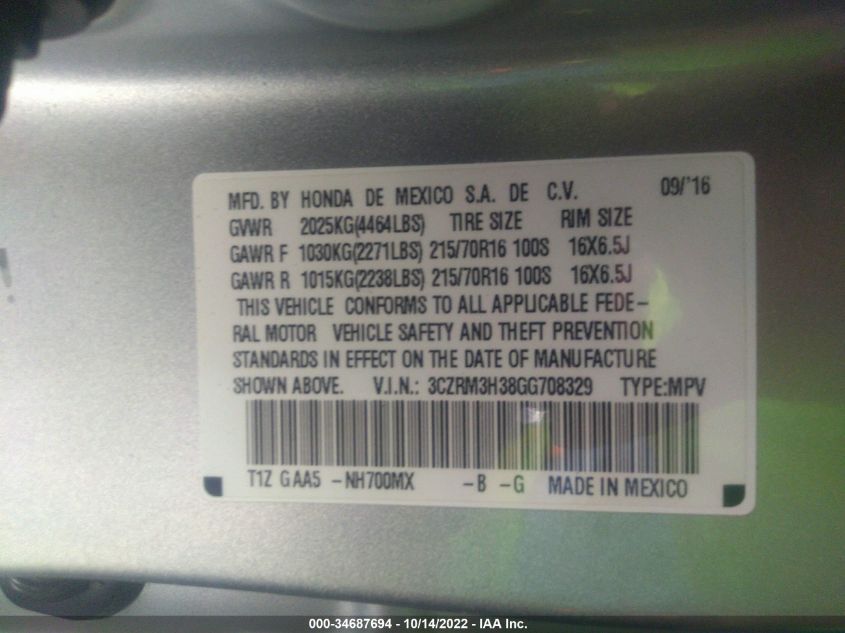 MFD. BY HONDA DE MEXICO S.A. DE C.V. 09/'16
GVWR 2025KG(4464LBS) TIRE SIZE RIM SIZE
GAWR F 1030KG(2271LBS) 215/70R16 100S 16X6.5J
GAWR R 1015KG(2238LBS) 215/70R16 100S 16X6.5J
THIS VEHICLE CONFORMS TO ALL APPLICABLE FEDE-
RAL MOTOR VEHICLE SAFETY AND THEFT PREVENTION
STANDARDS IN EFFECT ON THE DATE OF MANUFACTURE
SHOWN ABOVE. V.I.N.: 3CZRM3H38GG708329 TYPE:MPV
T1Z GAA5 -NH700MX -B -G MADE IN MEXICO
000-34687694 - 10/14/2022 - IAA Inc.